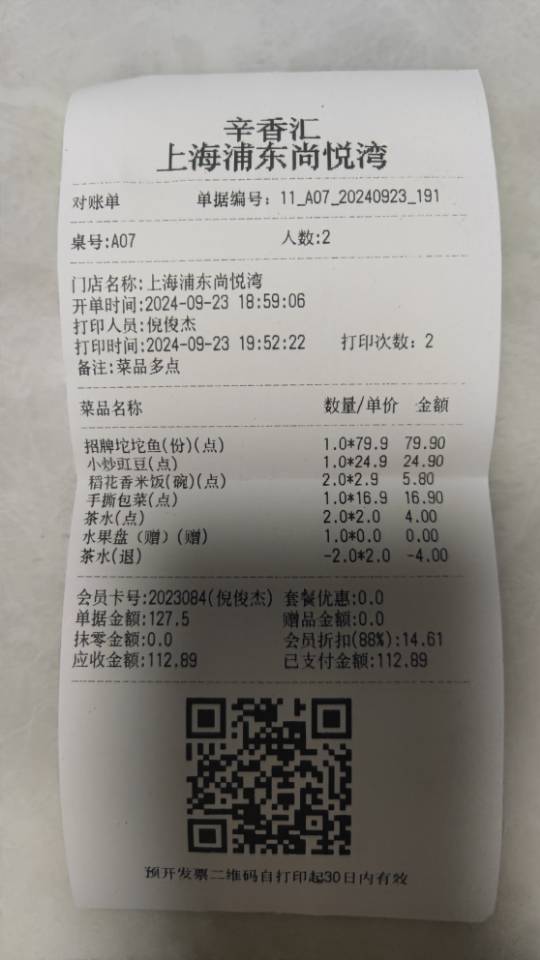 辛香汇
上海浦东尚悦湾
对账单 单据编号: 11_A07_20240923_191
桌号:A07 人数:2
门店名称:上海浦东尚悦湾
开单时间:2024-09-23 18:59:06
打印人员:倪俊杰
打印时间:2024-09-23 19:52:22 打印次数: 2
备注:菜品多点
菜品名称 数量/单价 金额
招牌坨坨鱼(份)(点) 1.0*79.9 79.90
小炒豇豆(点) 1.0*24.9 24.90
稻花香米饭(碗)(点) 2.0*2.9 5.80
手撕包菜(点) 1.0*16.9 16.90
茶水(点) 2.0*2.0 4.00
水果盘（赠）(赠) 1.0*0.0 0.00
茶水(退) -2.0*2.0 -4.00
会员卡号:2023084(倪俊杰) 套餐优惠:0.0
单据金额:127.5 赠品金额:0.0
抹零金额:0.0 会员折扣(88%):14.61
应收金额:112.89 已支付金额:112.89
预开发票二维码自打印起30日内有效